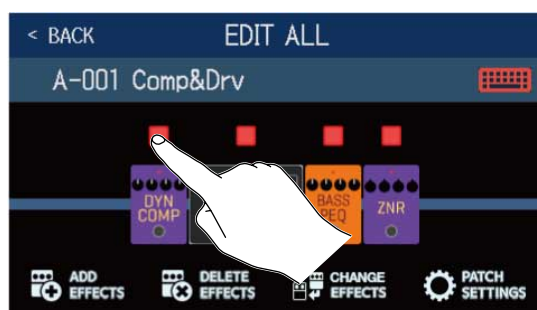 < BACK EDIT ALL
A-001 Comp&Drv
DYN
COMP
BASS
PEQ
ZNR
ADD
EFFECTS
DELETE
EFFECTS
CHANGE
EFFECTS
PATCH
SETTINGS